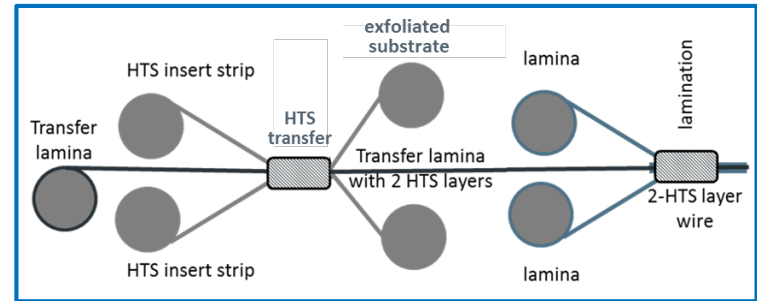 exfoliated
substrate
HTS insert strip
lamina
lamination
HTS
transfer
Transfer
lamina
Transfer lamina
with 2 HTS layers
2-HTS layer
wire
HTS insert strip
lamina